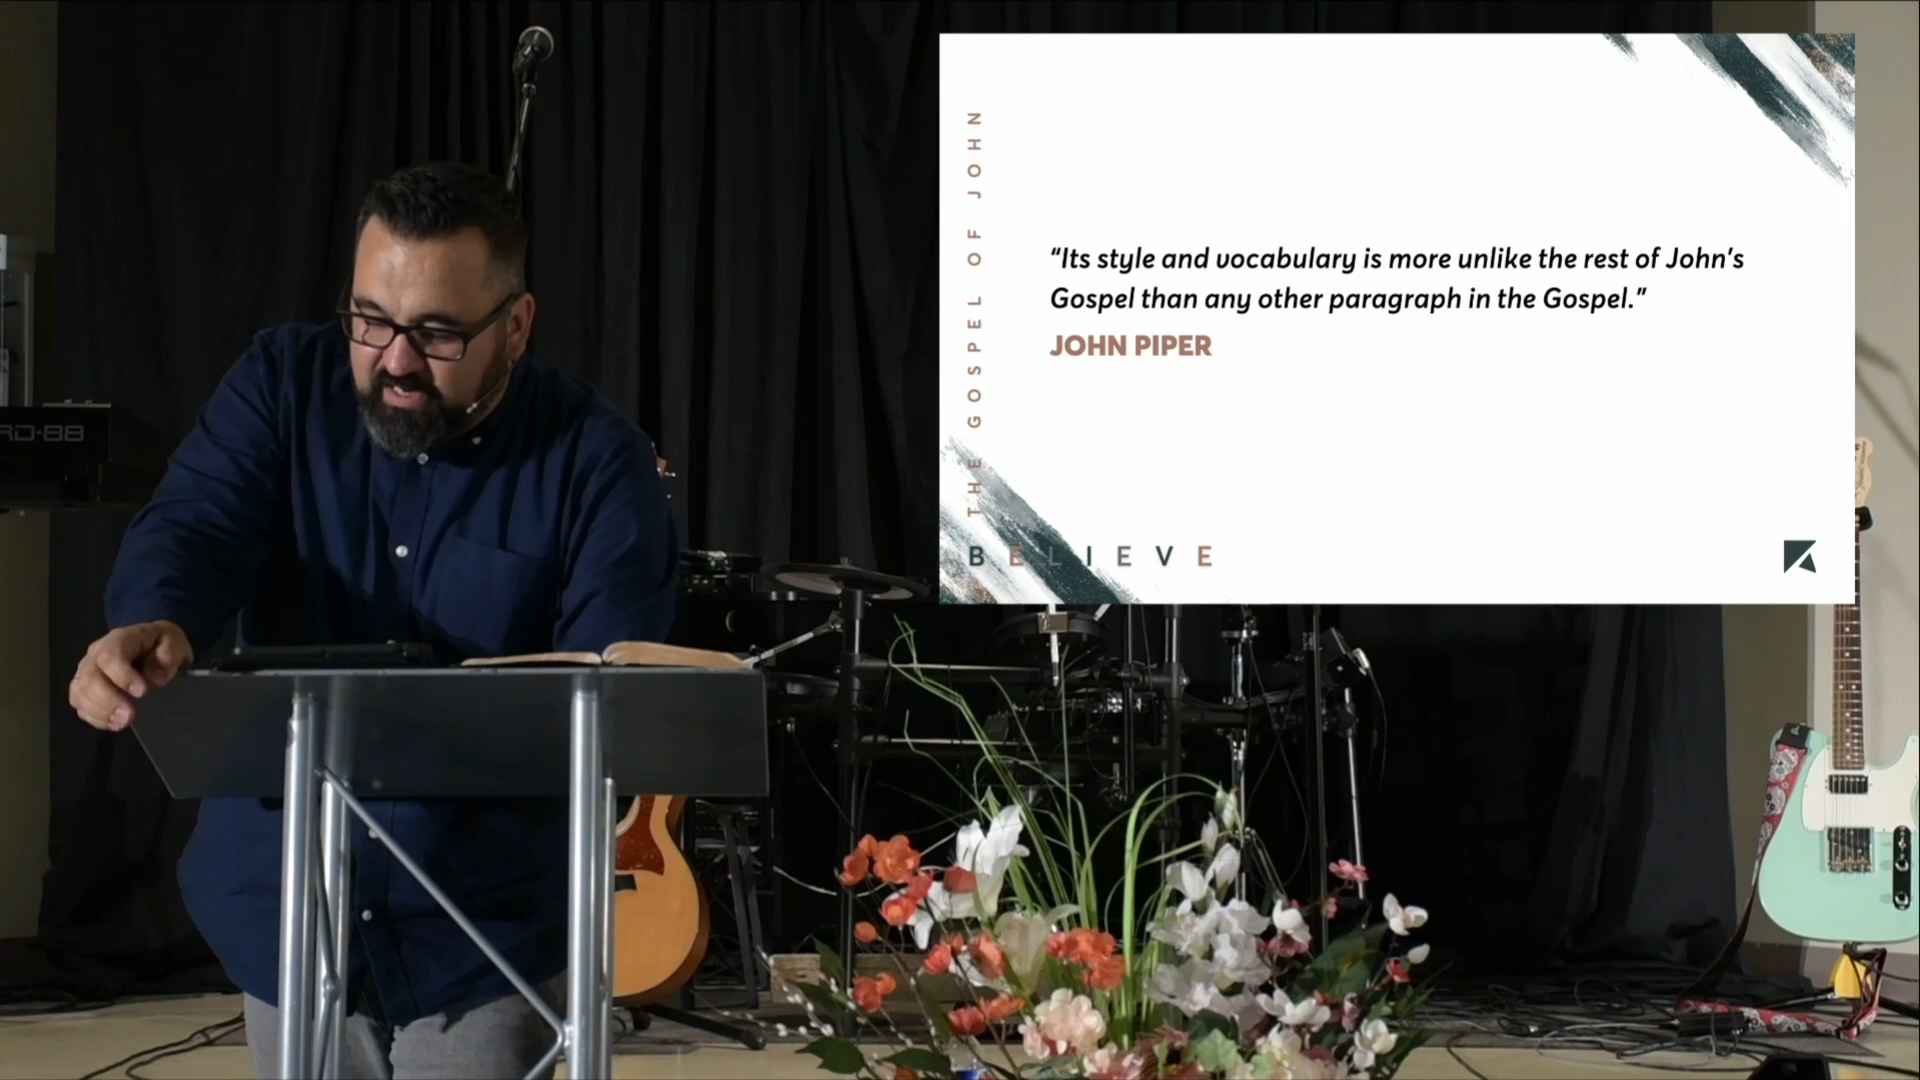 THE GOSPEL OF JOHN
“Its style and vocabulary is more unlike the rest of John’s
Gospel than any other paragraph in the Gospel.”
JOHN PIPER
BELIEVE
RD-88